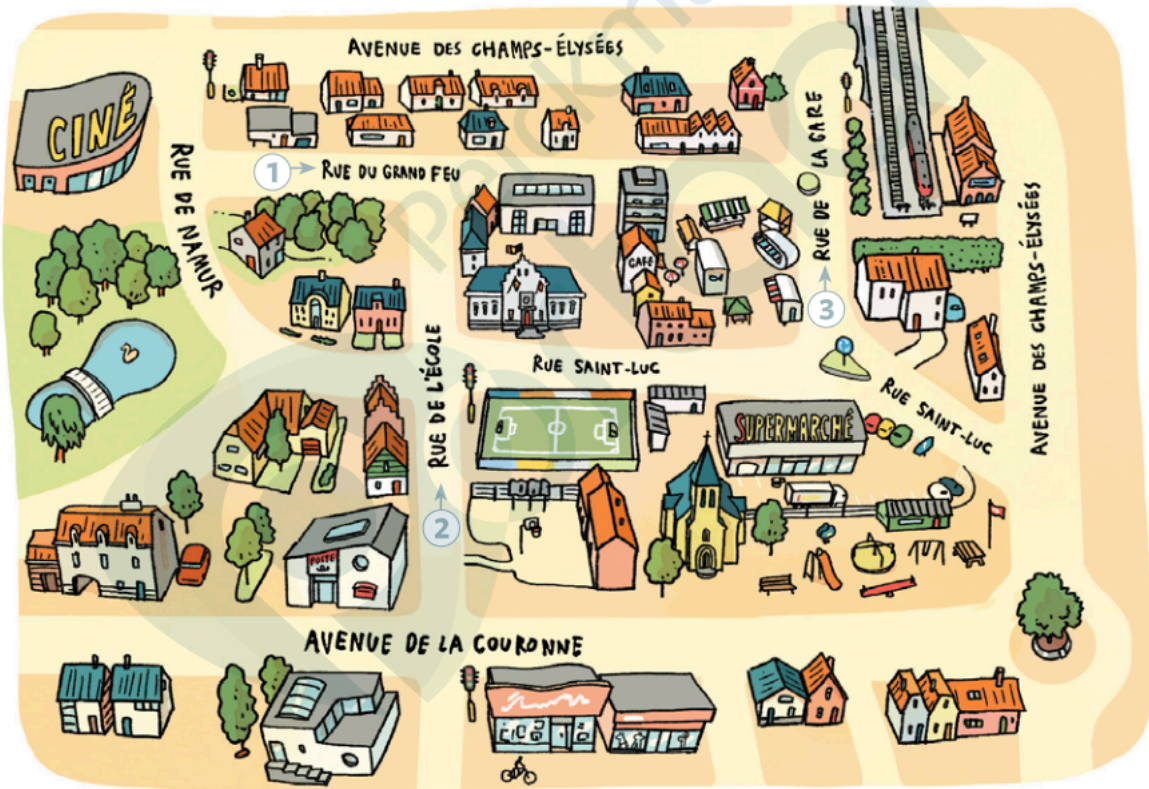 AVENUE DES CHAMPS-ÉLYSÉES
CINÉ
RUE DE NAMUR
1
RUE DU GRAND FEU
RUE DE LA GARE
AVENUE DES CHAMPS-ÉLYSÉES
CAFE
3
RUE DE L'ÉCOLE
RUE SAINT-LUC
RUE SAINT-LUC
SUPERMARCHÉ
2
POSTE
AVENUE DE LA COURONNE